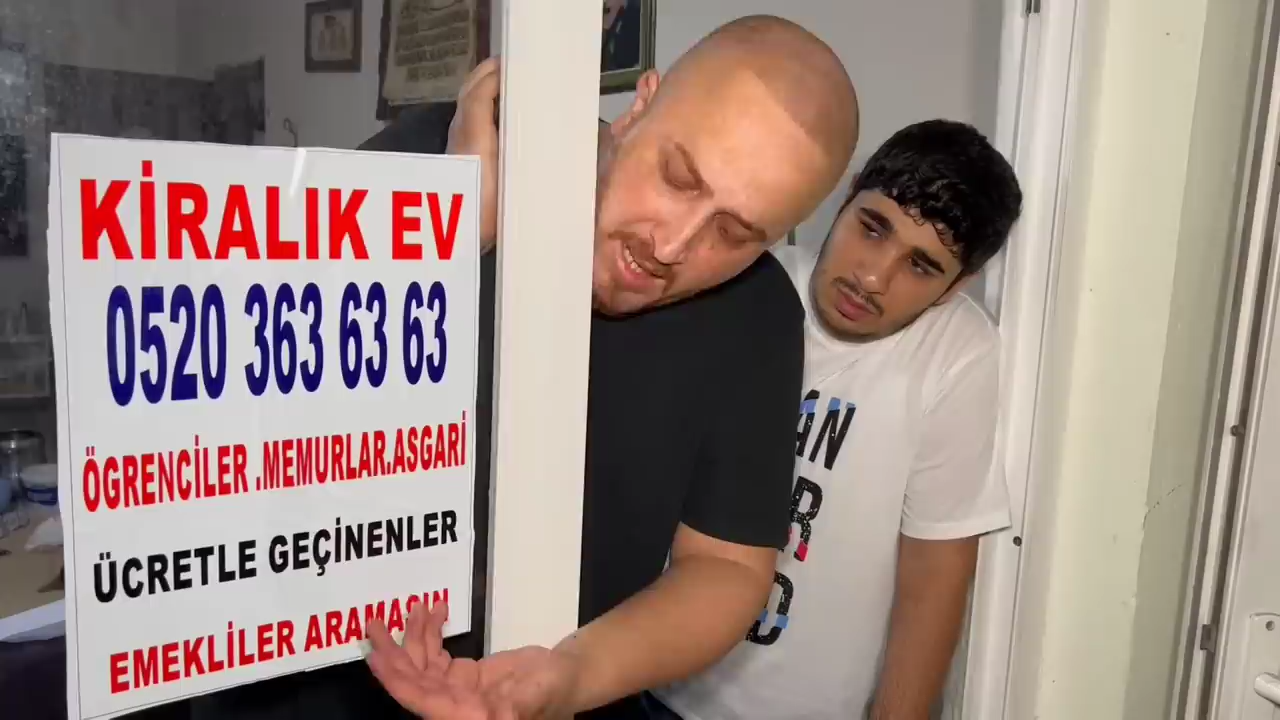 KİRALIK EV
0520 363 63 63
ÖGRENCİLER .MEMURLAR.ASGARİ
ÜCRETLE GEÇİNENLER
EMEKLİLER ARAMASIN